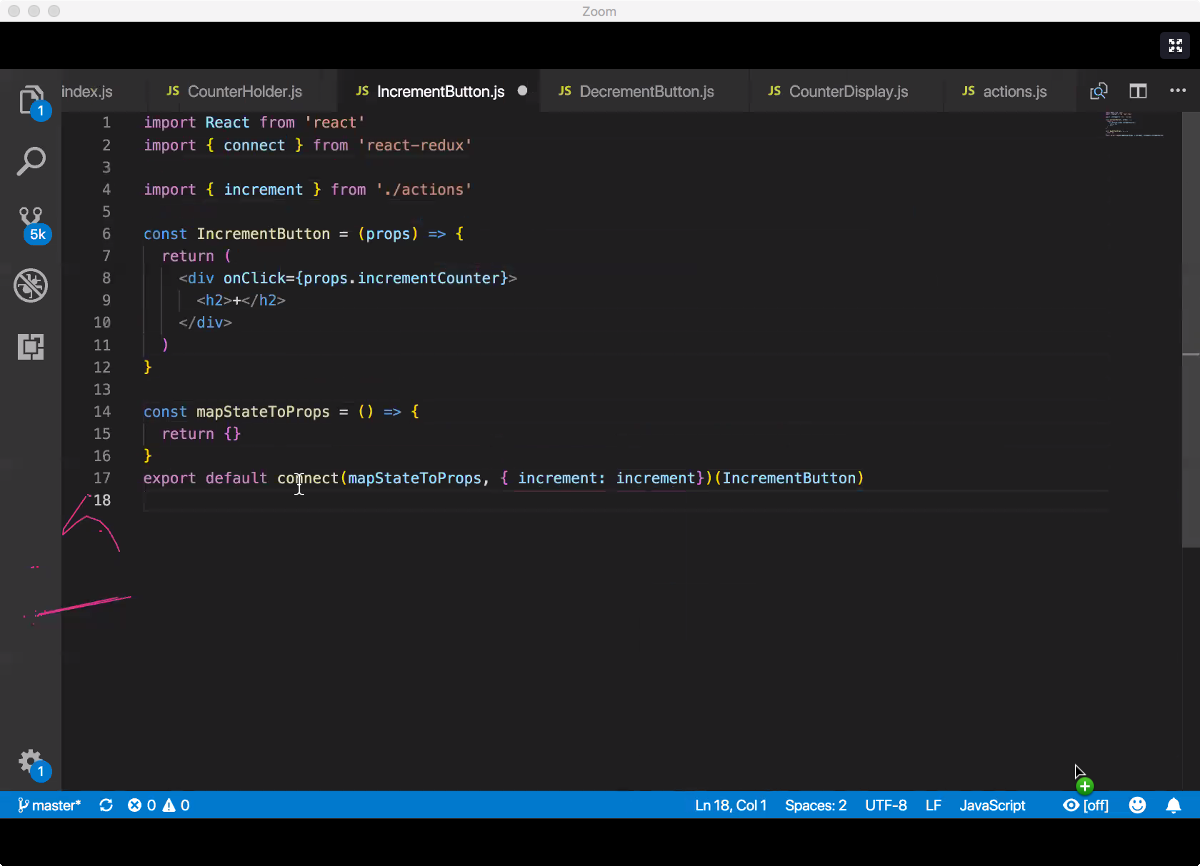 Zoom
index.js JS CounterHolder.js JS IncrementButton.js JS DecrementButton.js JS CounterDisplay.js JS actions.js
1 import React from 'react'
2 import { connect } from 'react-redux'
3
4 import { increment } from './actions'
5
6 const IncrementButton = (props) => {
7 return (
8 <div onClick={props.incrementCounter}>
9 <h2>+</h2>
10 </div>
11 )
12 }
13
14 const mapStateToProps = () => {
15 return {}
16 }
17 export default connect(mapStateToProps, { increment: increment})(IncrementButton)
18
1
5k
1
master* 0 0 Ln 18, Col 1 Spaces: 2 UTF-8 LF JavaScript [off]